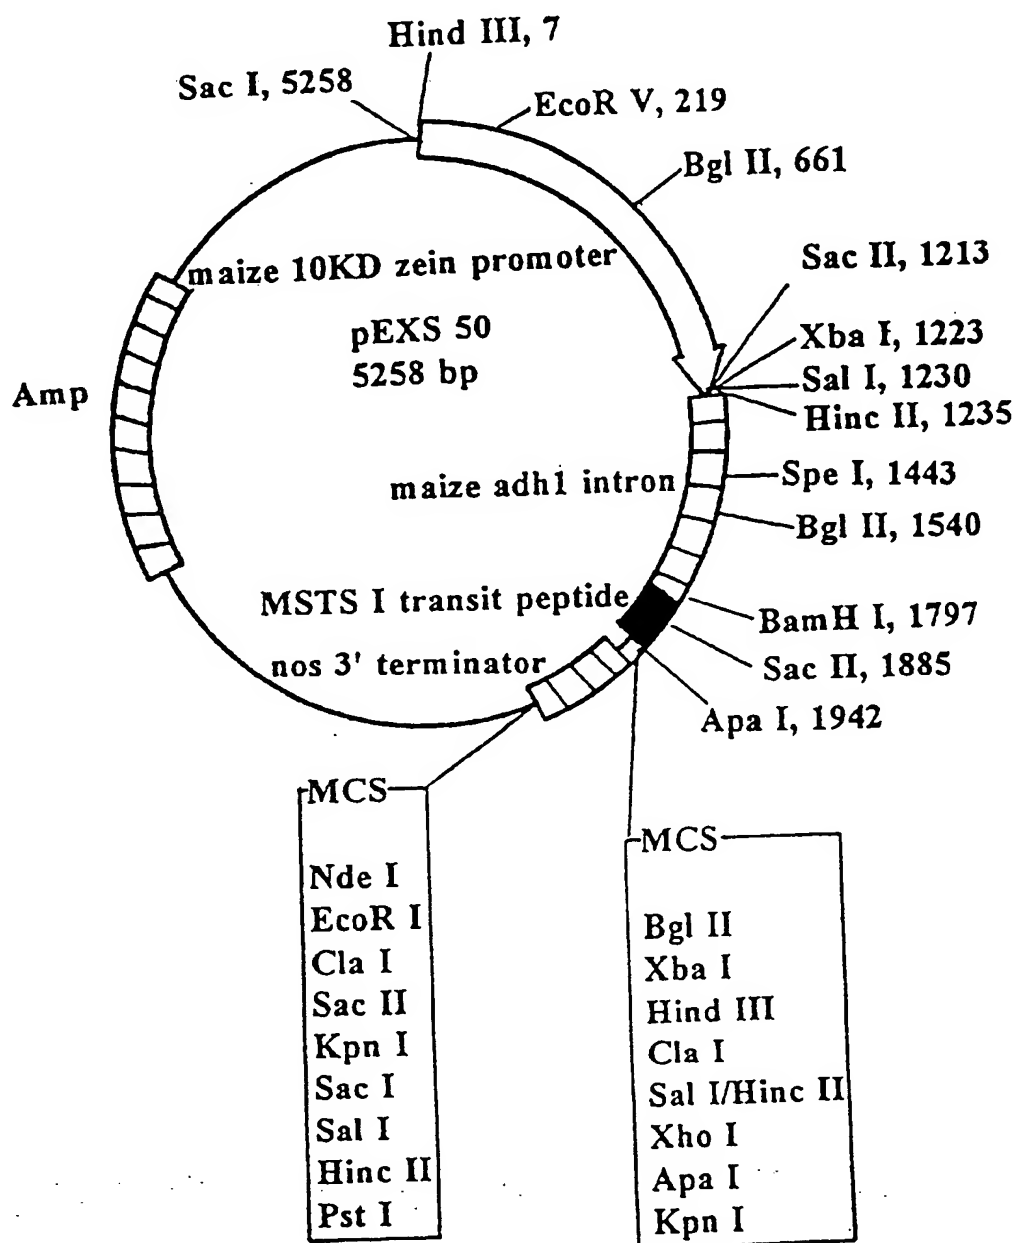 Hind III, 7
Sac I, 5258
EcoR V, 219
Bgl II, 661
Sac II, 1213
Xba I, 1223
Sal I, 1230
Hinc II, 1235
Spe I, 1443
Bgl II, 1540
BamH I, 1797
Sac II, 1885
Apa I, 1942
maize 10KD zein promoter
pEXS 50
5258 bp
Amp
maize adh1 intron
MSTS I transit peptide
nos 3' terminator
MCS
Nde I
EcoR I
Cla I
Sac II
Kpn I
Sac I
Sal I
Hinc II
Pst I
MCS
Bgl II
Xba I
Hind III
Cla I
Sal I/Hinc II
Xho I
Apa I
Kpn I